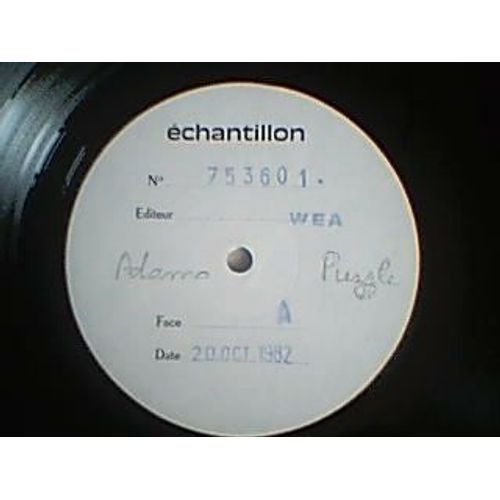 échantillon
N° 753601.
Editeur WEA
Adamo Puzzle
Face A
Date 20 OCT. 1982